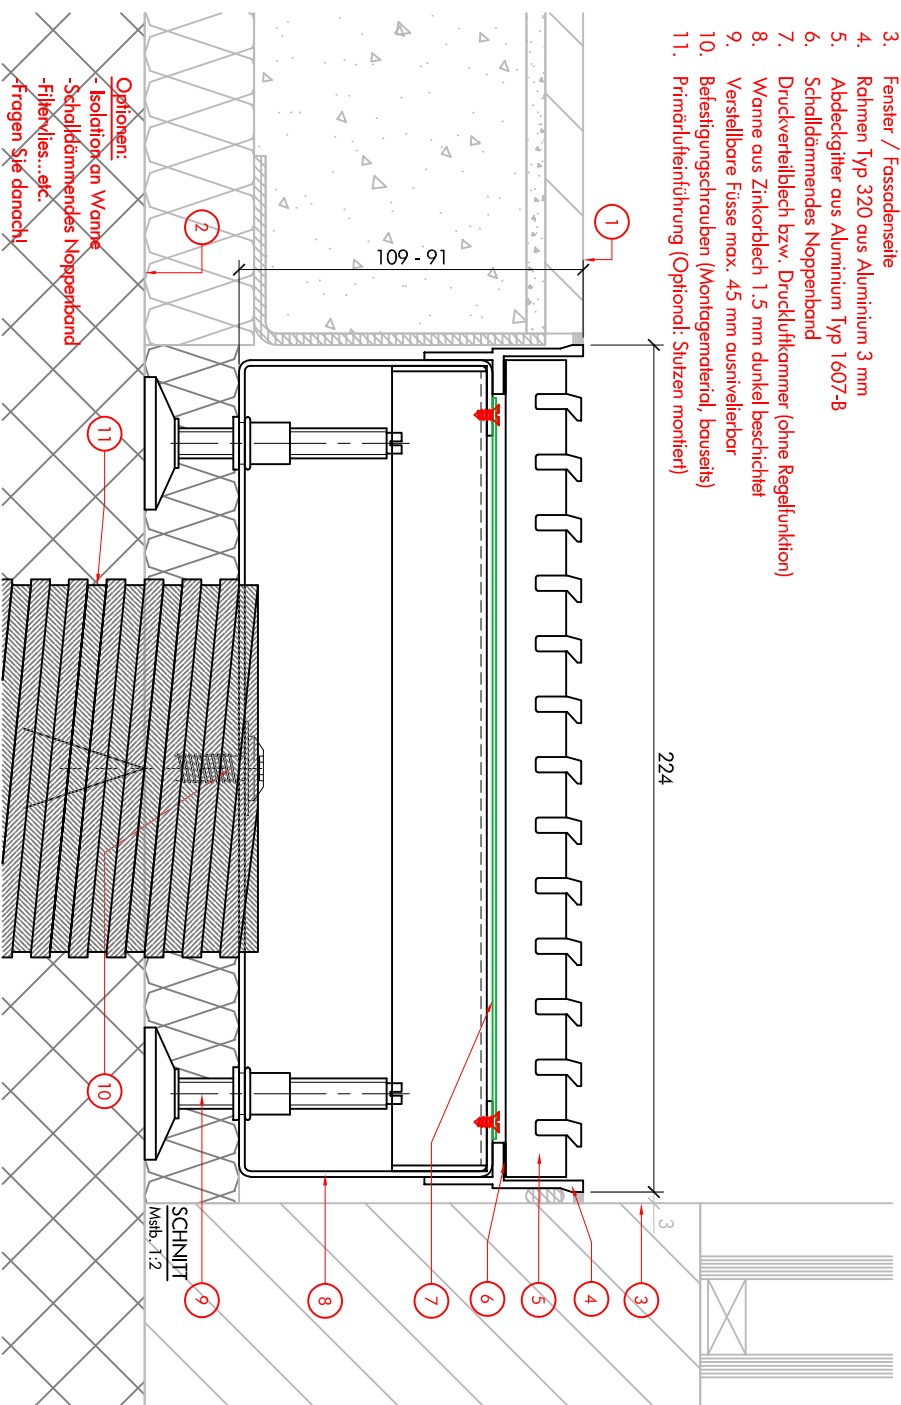 3. Fenster / Fassadenseite
4. Rahmen Typ 320 aus Aluminium 3 mm
5. Abdeckgitter aus Aluminium Typ 1607-B
6. Schalldämmendes Noppenband
7. Druckverteilblech bzw. Druckluftkammer (ohne Regelfunktion)
8. Wanne aus Zinkorblech 1.5 mm dunkel beschichtet
9. Verstellbare Füsse max. 45 mm ausnivelierbar
10. Befestigungschrauben (Montagematerial, bauseits)
11. Primärlufteinführung (Optional: Stutzen montiert)
224
3
109 - 91
1
2
3
4
5
6
7
8
9
10
11
SCHNITT
Mstb. 1:2
Optionen:
- Isolation an Wanne
-Schalldämmendes Noppenband
-Filtervlies...etc.
-Fragen Sie danach!